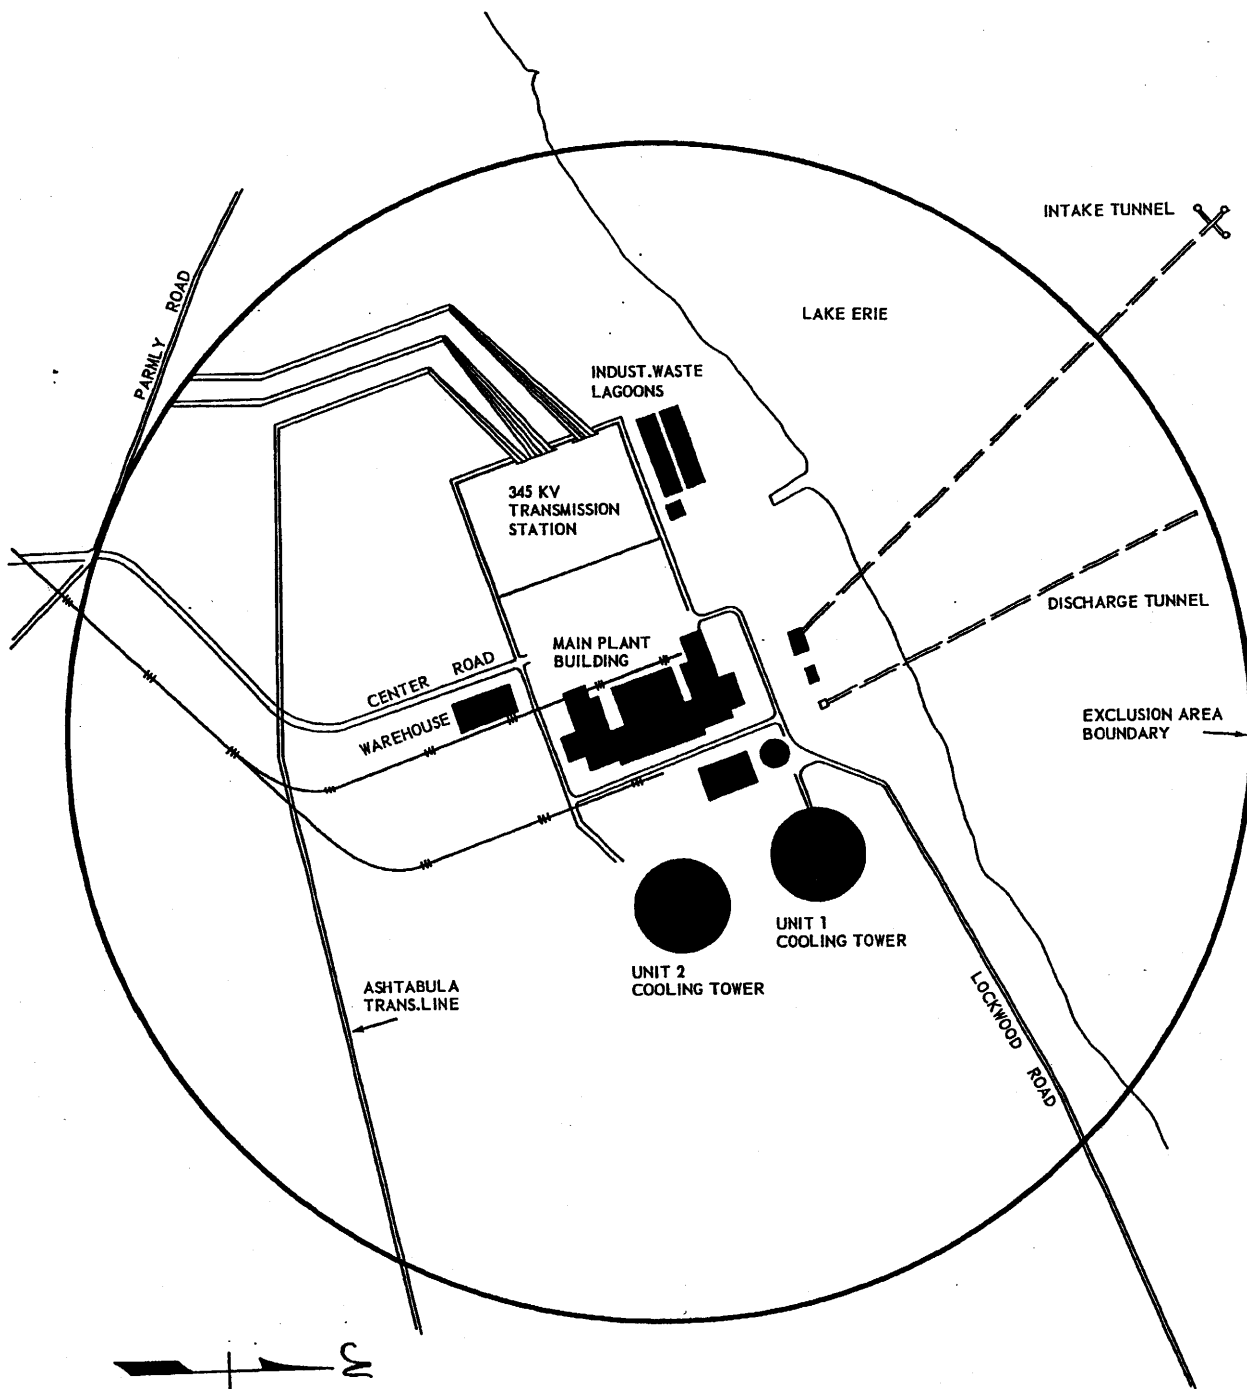 INTAKE TUNNEL
PARMLY ROAD
LAKE ERIE
INDUST.WASTE
LAGOONS
345 KV
TRANSMISSION
STATION
DISCHARGE TUNNEL
MAIN PLANT
BUILDING
CENTER ROAD
WAREHOUSE
EXCLUSION AREA
BOUNDARY
UNIT 1
COOLING TOWER
UNIT 2
COOLING TOWER
ASHTABULA
TRANS.LINE
LOCKWOOD ROAD